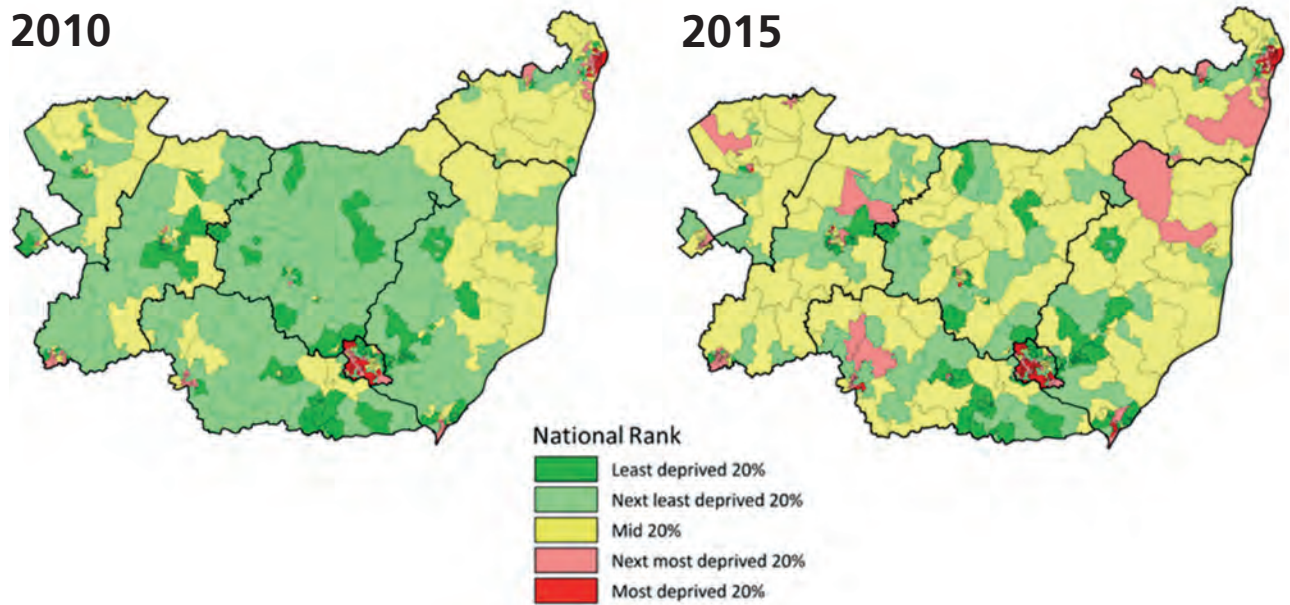 2010
2015
National Rank
Least deprived 20%
Next least deprived 20%
Mid 20%
Next most deprived 20%
Most deprived 20%